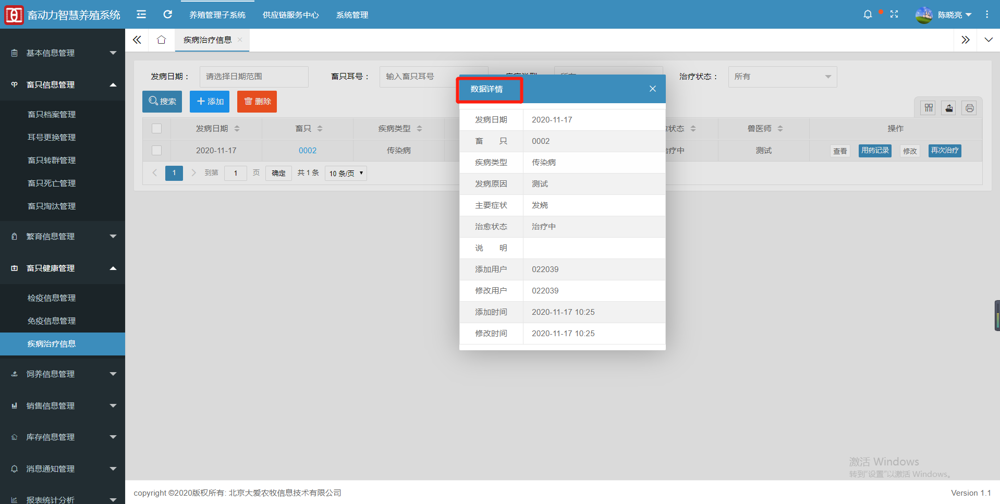 畜动力智慧养殖系统
养殖管理子系统
供应链服务中心
系统管理
陈晓亮
基本信息管理
畜只信息管理
畜只档案管理
耳号更换管理
畜只转群管理
畜只死亡管理
畜只淘汰管理
繁育信息管理
畜只健康管理
检疫信息管理
免疫信息管理
疾病治疗信息
饲养信息管理
销售信息管理
库存信息管理
消息通知管理
报表统计分析
疾病治疗信息
发病日期：
请选择日期范围
畜只耳号：
输入畜只耳号
治疗状态：
所有
搜索
添加
删除
发病日期 畜只 疾病类型 状态 兽医师 操作
2020-11-17 0002 传染病 疗中 测试 查看 用药记录 修改 再次治疗
1 到第 1 页 确定 共 1 条 10 条/页
数据详情
发病日期 2020-11-17
畜 只 0002
疾病类型 传染病
发病原因 测试
主要症状 发烧
治愈状态 治疗中
说 明
添加用户 022039
修改用户 022039
添加时间 2020-11-17 10:25
修改时间 2020-11-17 10:25
激活 Windows
转到"设置"以激活 Windows。
copyright ©2020版权所有: 北京大爱农牧信息技术有限公司
Version 1.1